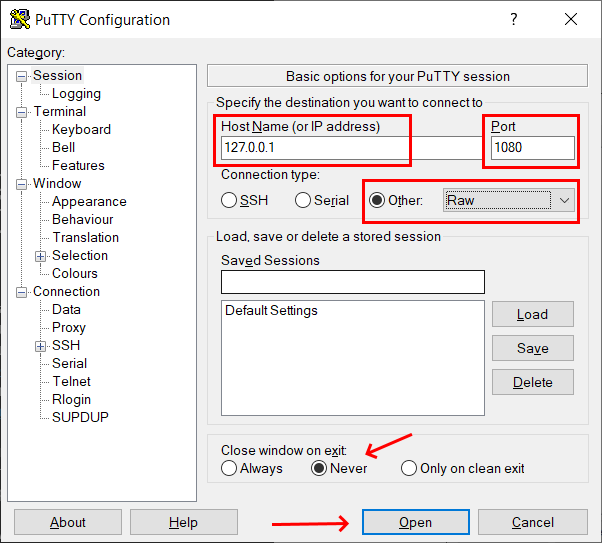 PuTTY Configuration
?
Category:
Session
Logging
Terminal
Keyboard
Bell
Features
Window
Appearance
Behaviour
Translation
Selection
Colours
Connection
Data
Proxy
SSH
Serial
Telnet
Rlogin
SUPDUP
Basic options for your PuTTY session
Specify the destination you want to connect to
Host Name (or IP address) Port
127.0.0.1 1080
Connection type:
SSH Serial Other: Raw
Load, save or delete a stored session
Saved Sessions
Default Settings
Load
Save
Delete
Close window on exit:
Always Never Only on clean exit
About Help Open Cancel